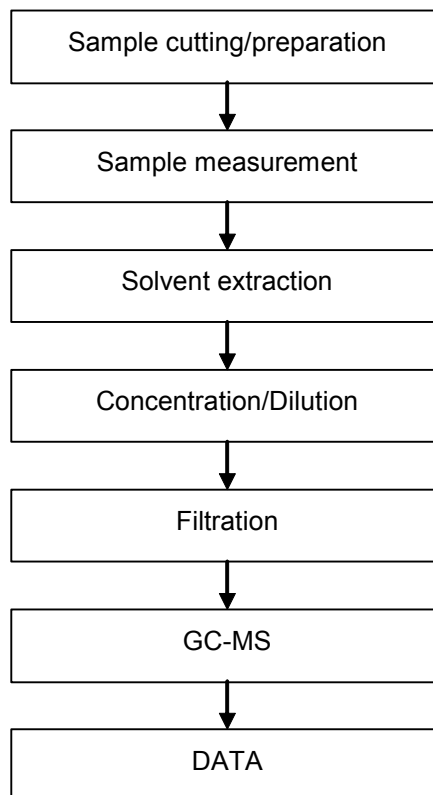 Sample cutting/preparation
Sample measurement
Solvent extraction
Concentration/Dilution
Filtration
GC-MS
DATA